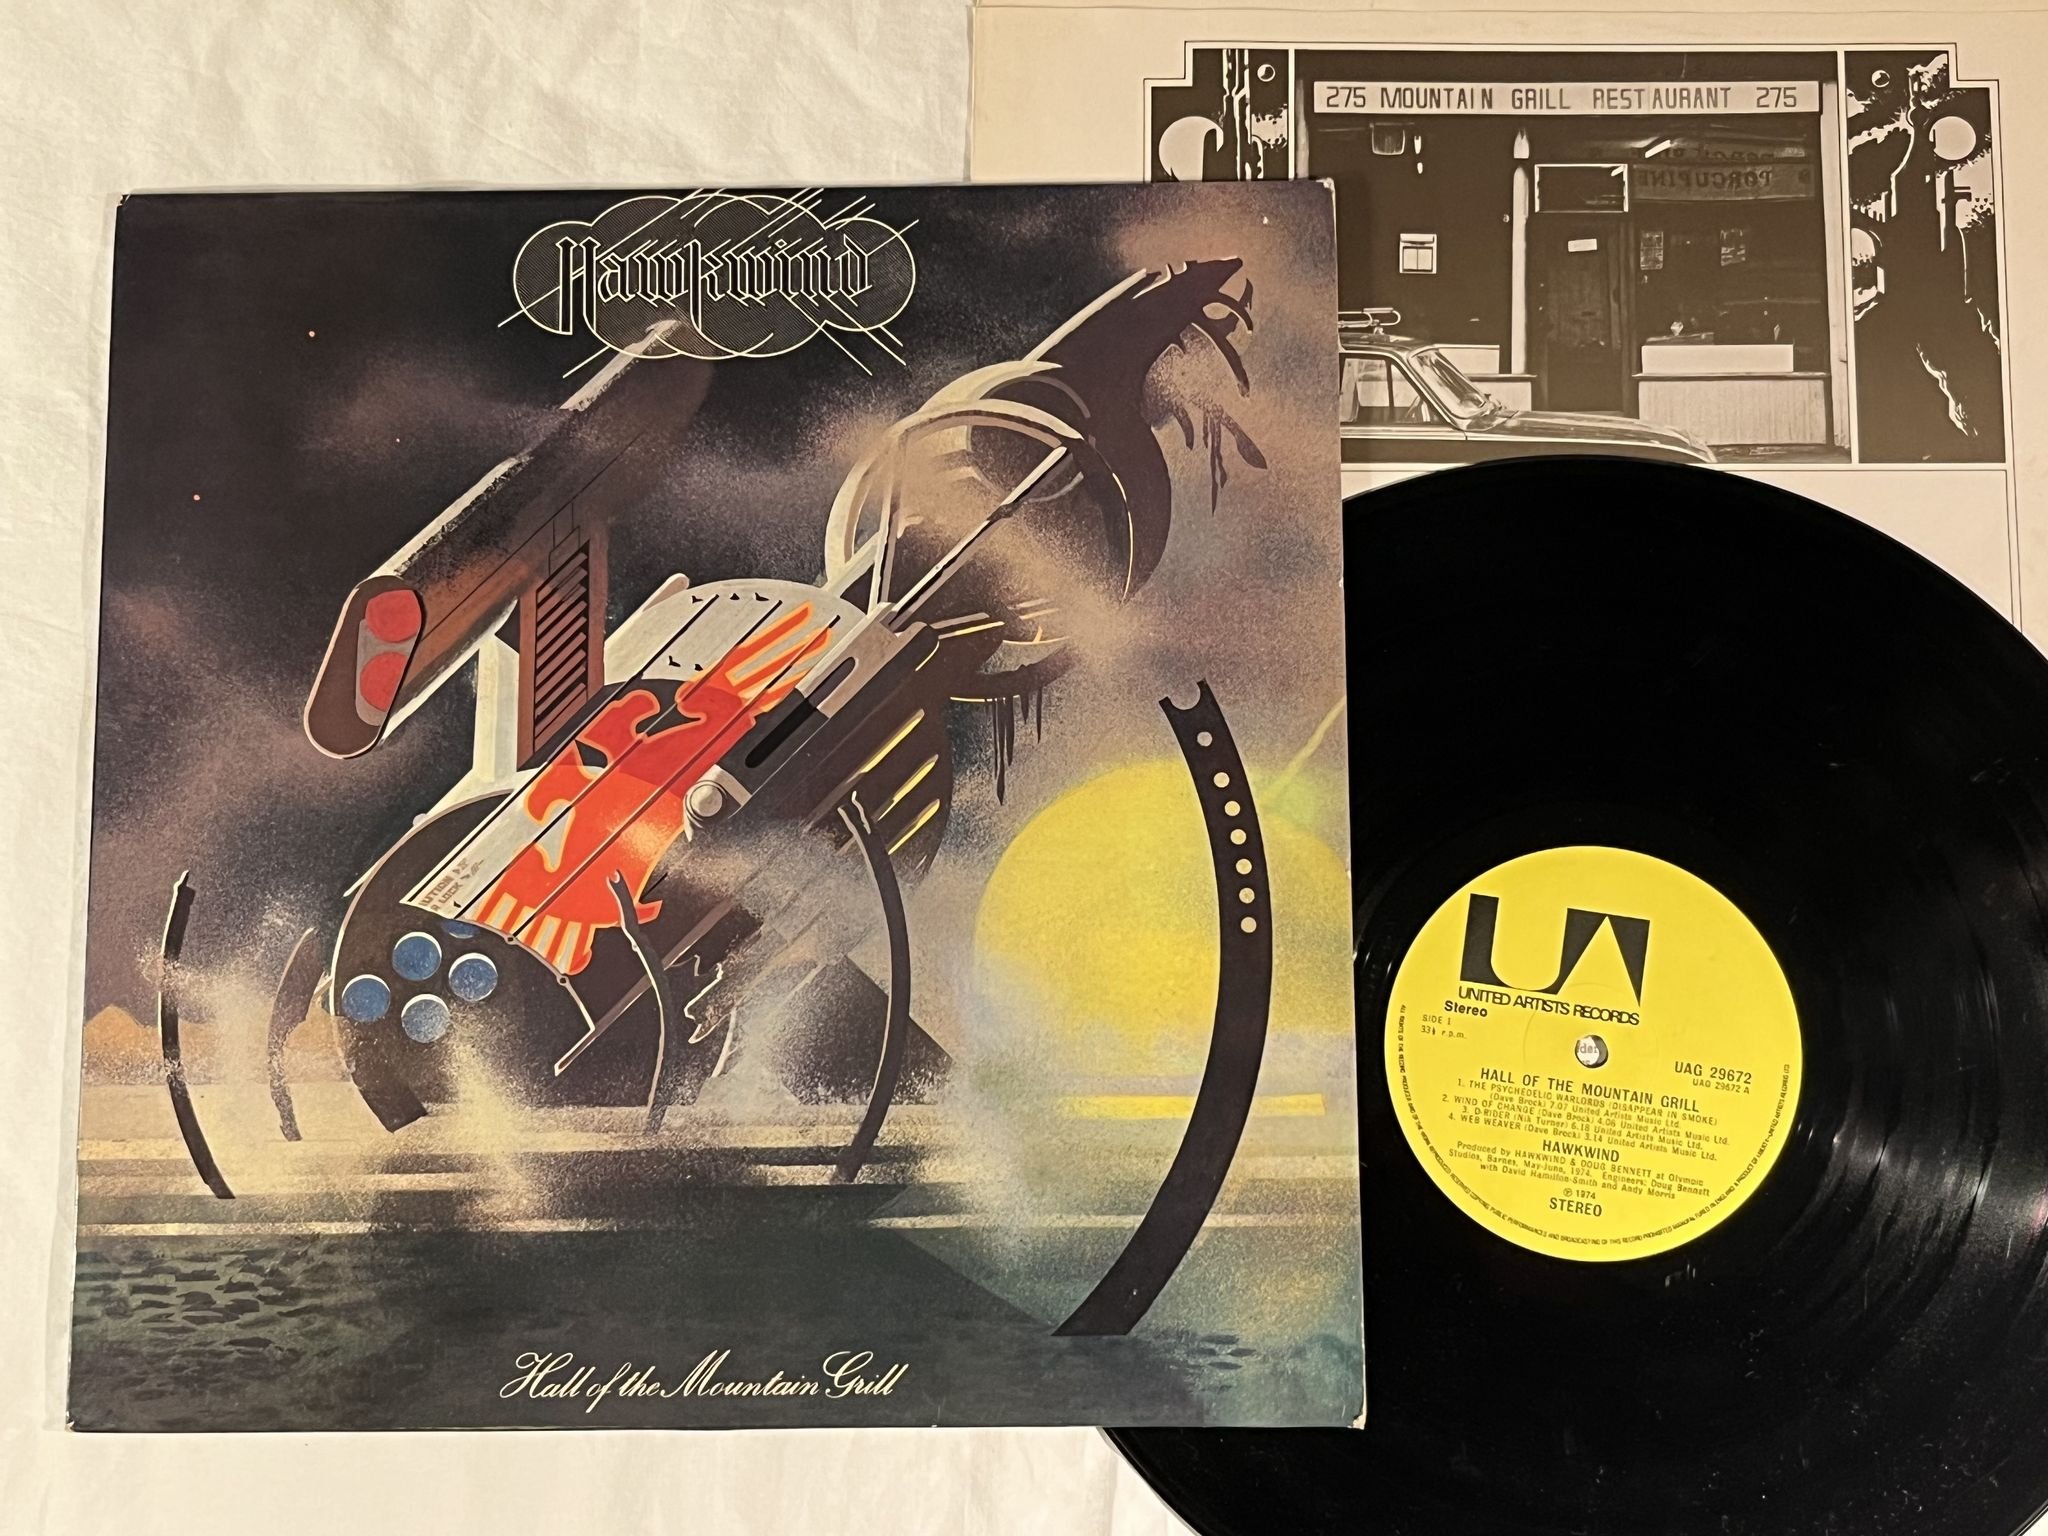 Hawkwind
Hall of the Mountain Grill
275 MOUNTAIN GRILL RESTAURANT 275
PORCUPINE
UA
UNITED ARTISTS RECORDS
Stereo
SIDE 1
33⅓ r.p.m.
UAG 29672
UAG 29672 A
HALL OF THE MOUNTAIN GRILL
1. THE PSYCHEDELIC WARLORDS (DISAPPEAR IN SMOKE)
(Dave Brock) 7.07 United Artists Music Ltd.
2. WIND OF CHANGE (Dave Brock) 4.06 United Artists Music Ltd.
3. D-RIDER (Nik Turner) 6.18 United Artists Music Ltd.
4. WEB WEAVER (Dave Brock) 3.14 United Artists Music Ltd.
HAWKWIND
Produced by HAWKWIND & DOUG BENNETT at Olympic
Studios, Barnes, May-June, 1974. Engineers: Doug Bennett
with David Hamilton-Smith and Andy Morris
℗ 1974
STEREO